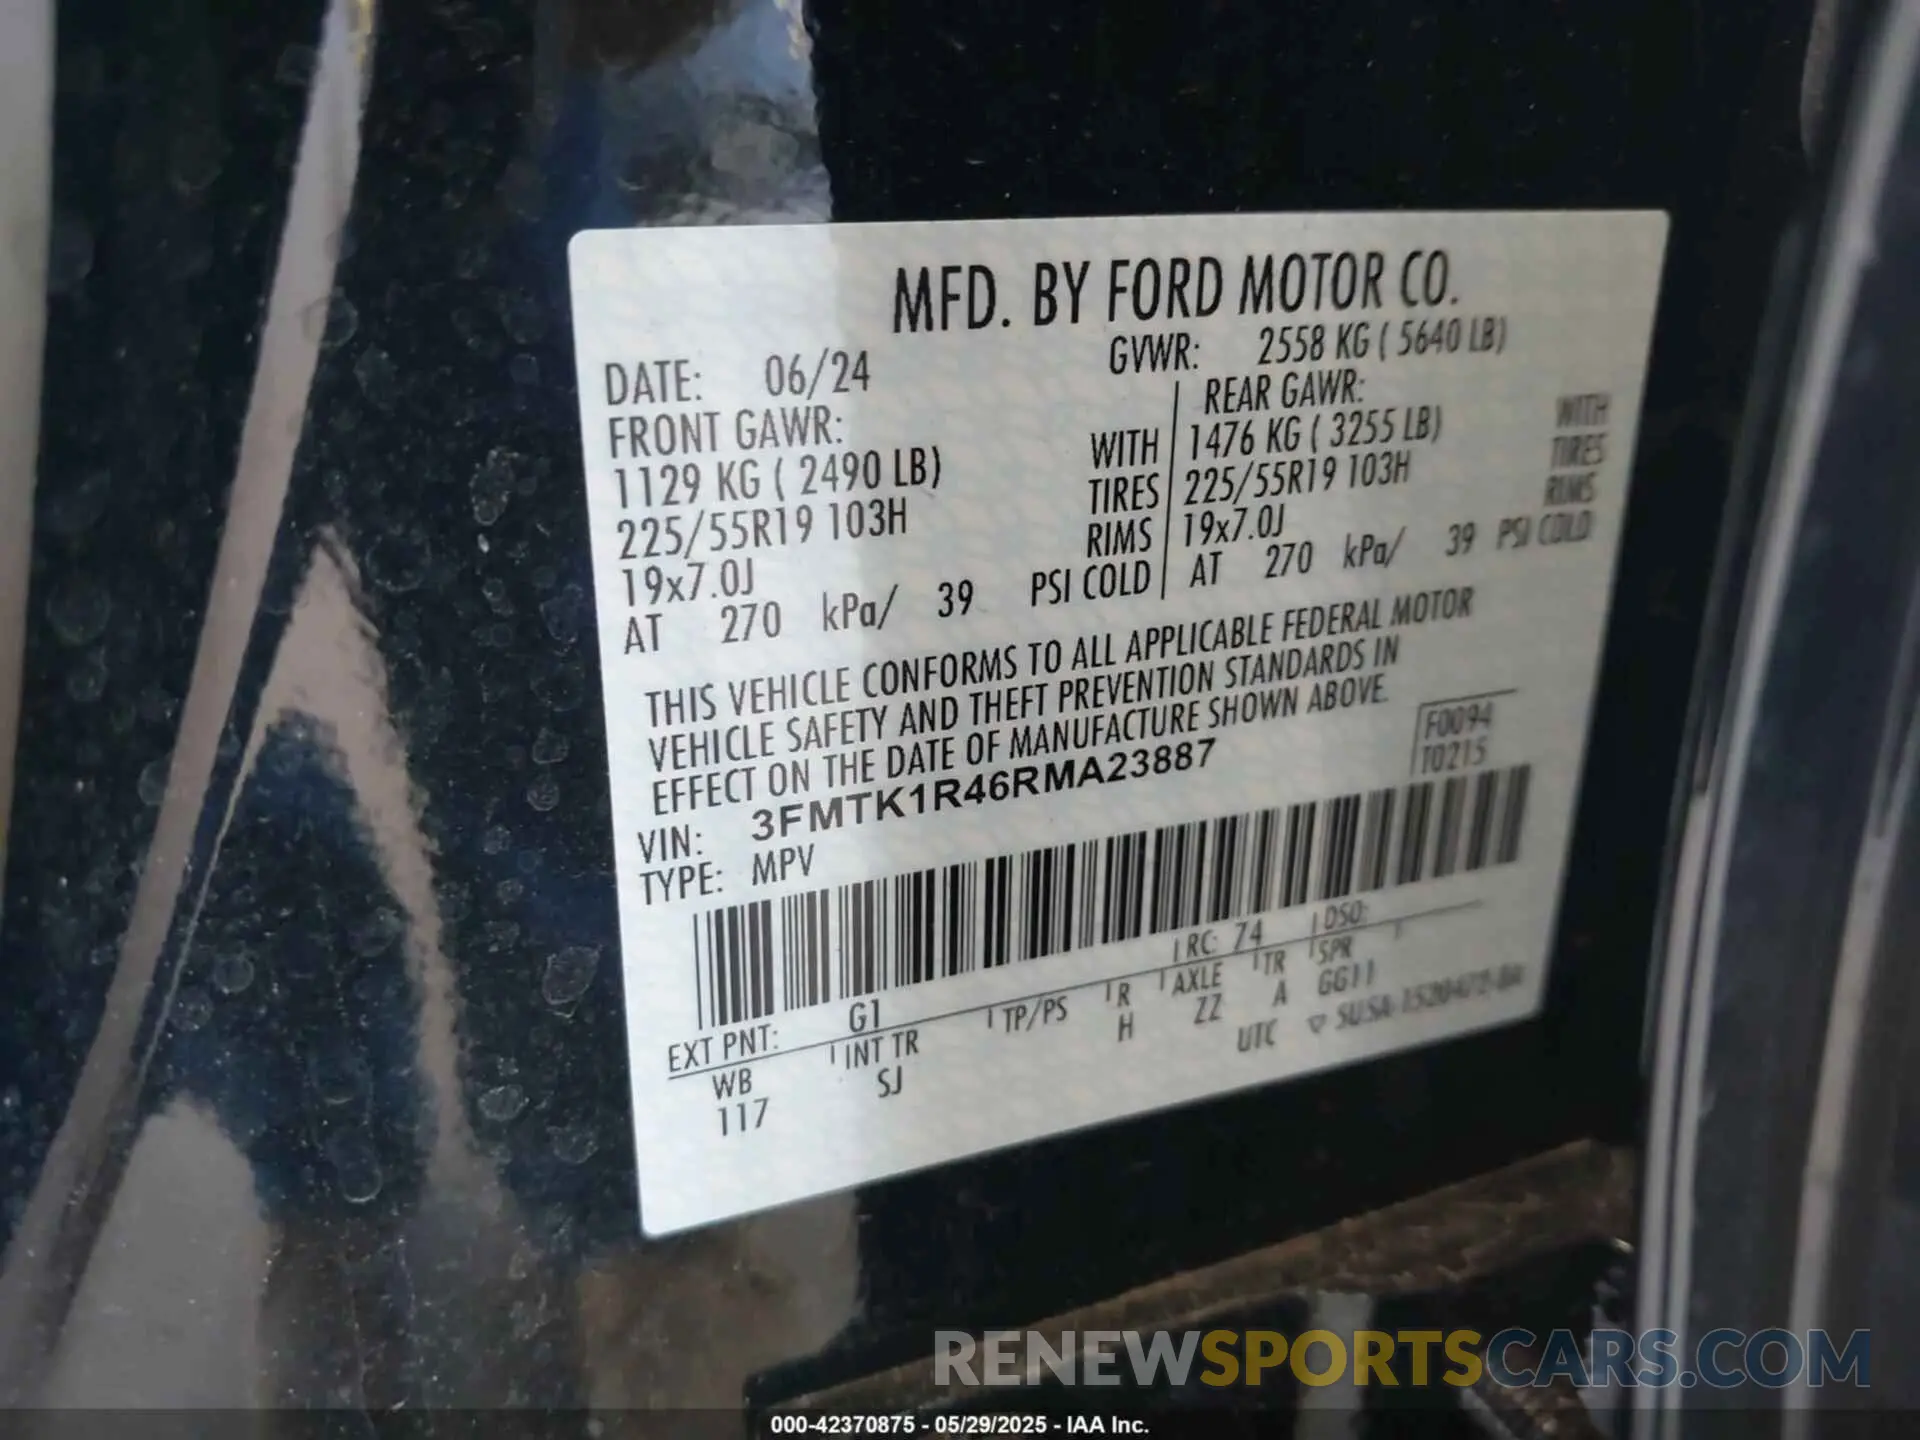 MFD. BY FORD MOTOR CO.
DATE: 06/24
GVWR: 2558 KG ( 5640 LB)
FRONT GAWR:
1129 KG ( 2490 LB) WITH
225/55R19 103H TIRES
19x7.0J RIMS
AT 270 kPa/ 39 PSI COLD
REAR GAWR:
1476 KG ( 3255 LB) WITH
225/55R19 103H TIRES
19x7.0J RIMS
AT 270 kPa/ 39 PSI COLD
THIS VEHICLE CONFORMS TO ALL APPLICABLE FEDERAL MOTOR
VEHICLE SAFETY AND THEFT PREVENTION STANDARDS IN
EFFECT ON THE DATE OF MANUFACTURE SHOWN ABOVE.
F0094
T0215
VIN: 3FMTK1R46RMA23887
TYPE: MPV
EXT PNT: G1 RC: 74 DSO:
WB INT TR TP/PS R AXLE TR SPR
117 SJ H ZZ A GG11
UTC
RENEWSPORTSCARS.COM
000-42370875 - 05/29/2025 - IAA Inc.